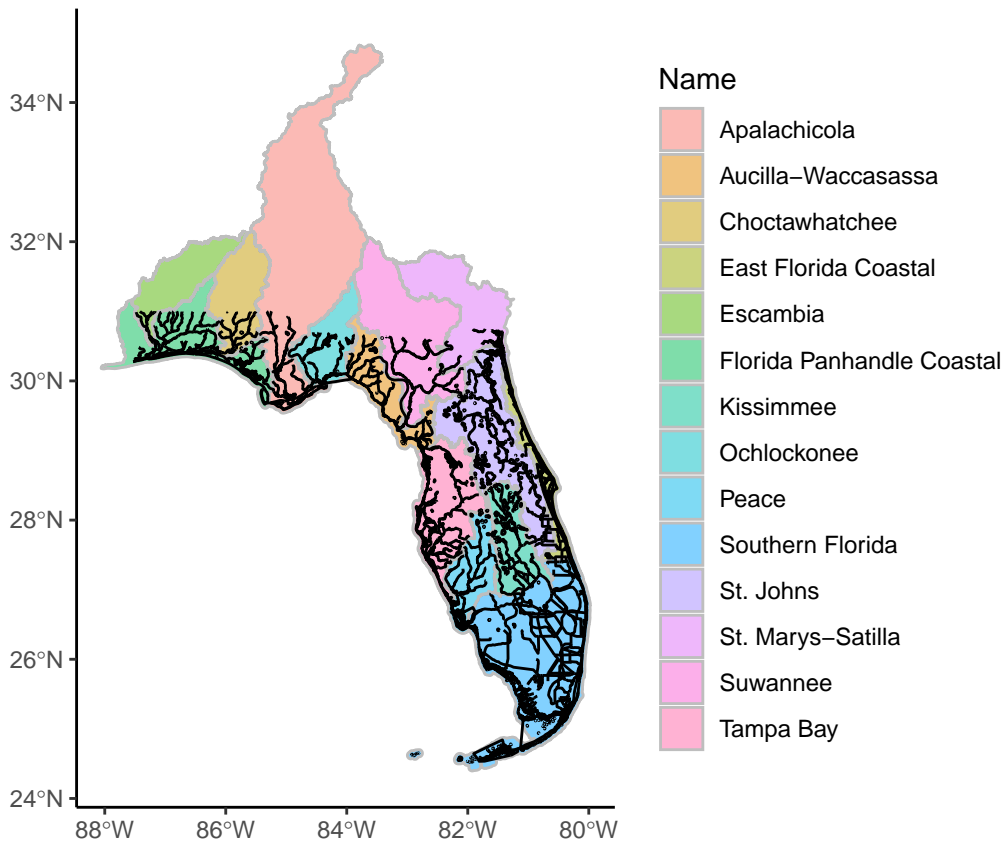 34°N
32°N
30°N
28°N
26°N
24°N
88°W
86°W
84°W
82°W
80°W
Name
Apalachicola
Aucilla−Waccasassa
Choctawhatchee
East Florida Coastal
Escambia
Florida Panhandle Coastal
Kissimmee
Ochlockonee
Peace
Southern Florida
St. Johns
St. Marys−Satilla
Suwannee
Tampa Bay